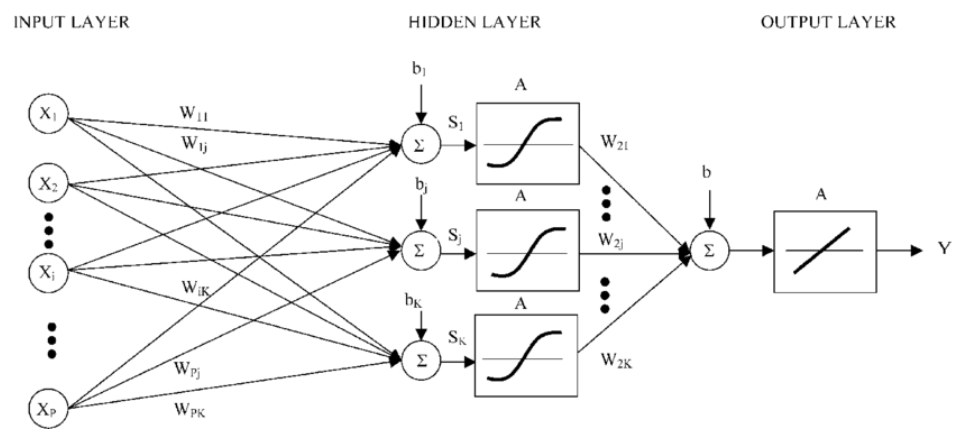 INPUT LAYER HIDDEN LAYER OUTPUT LAYER
X1
X2
Xi
XP
W11
W1j
WiK
WPj
WPK
b1
Σ
S1
A
bj
Σ
Sj
A
bK
Σ
SK
A
W21
W2j
W2K
b
Σ
A
Y